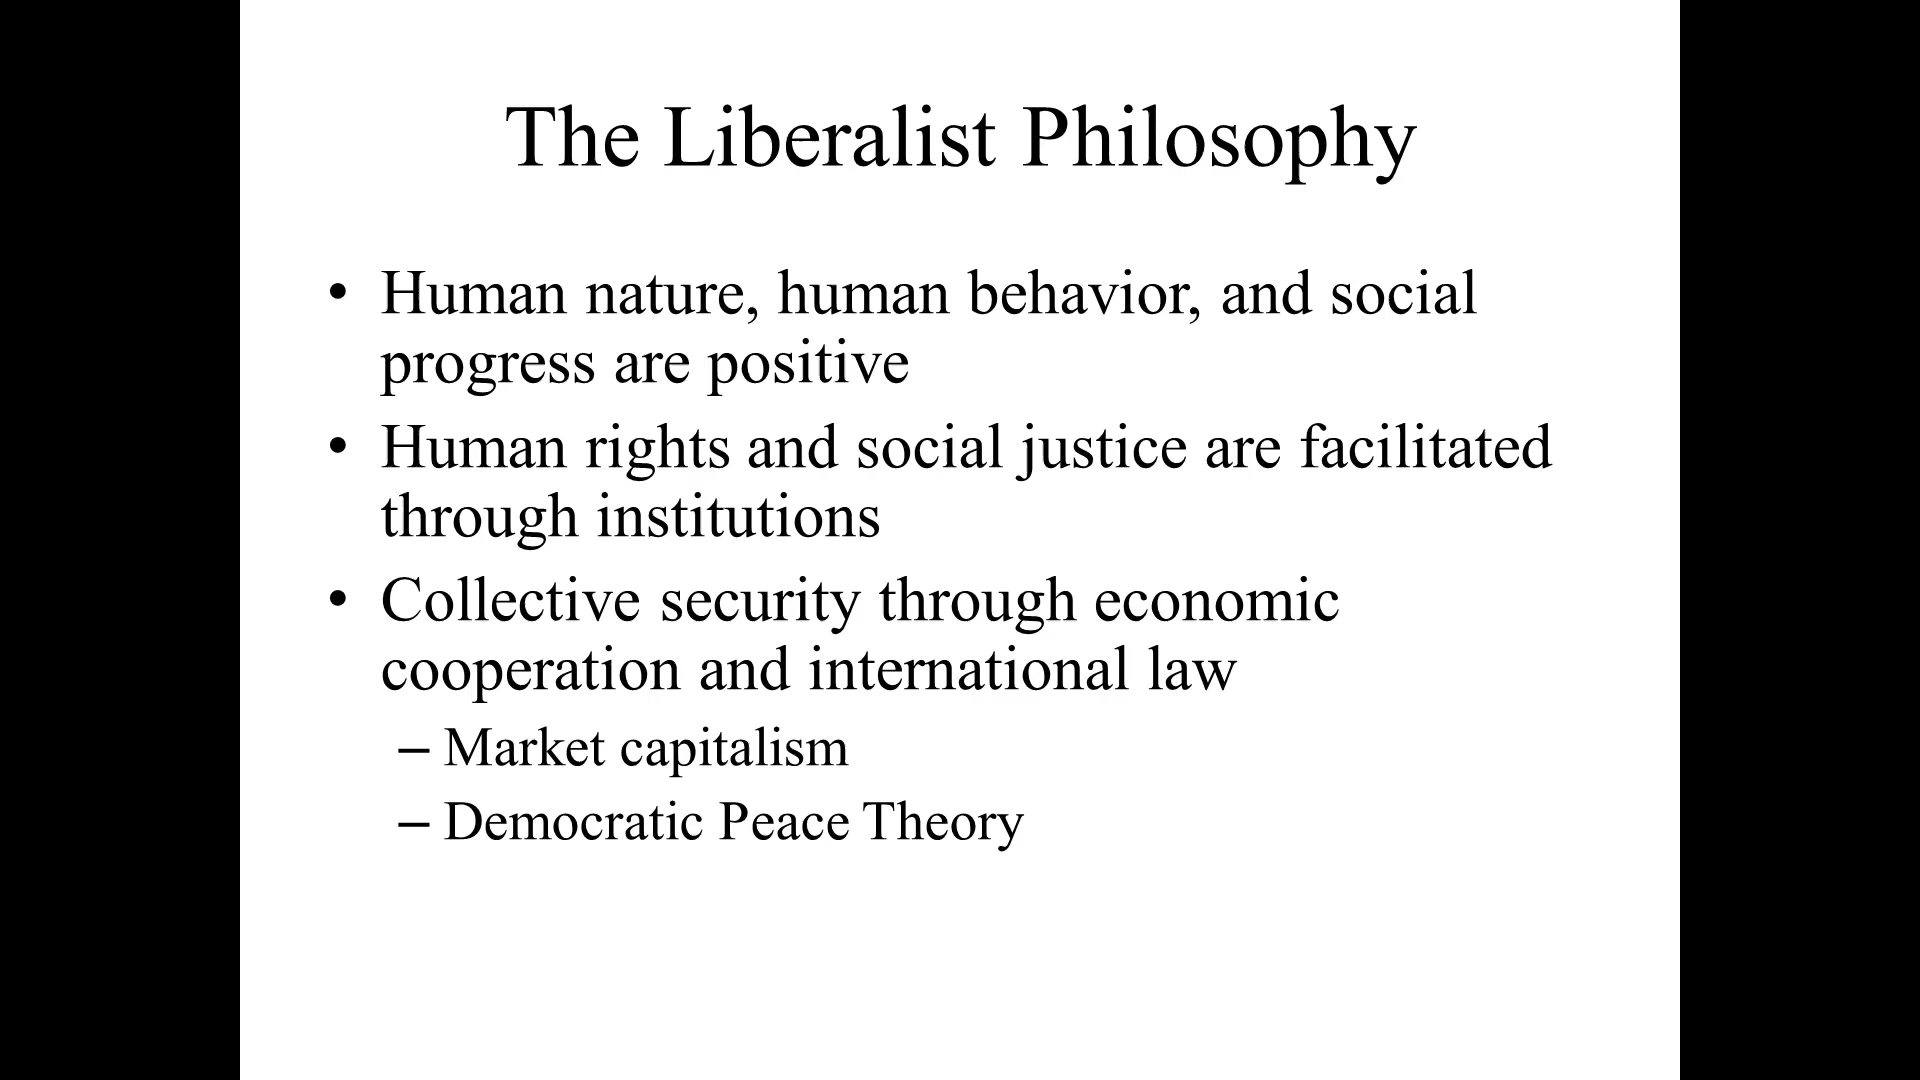 The Liberalist Philosophy
• Human nature, human behavior, and social
progress are positive
• Human rights and social justice are facilitated
through institutions
• Collective security through economic
cooperation and international law
– Market capitalism
– Democratic Peace Theory